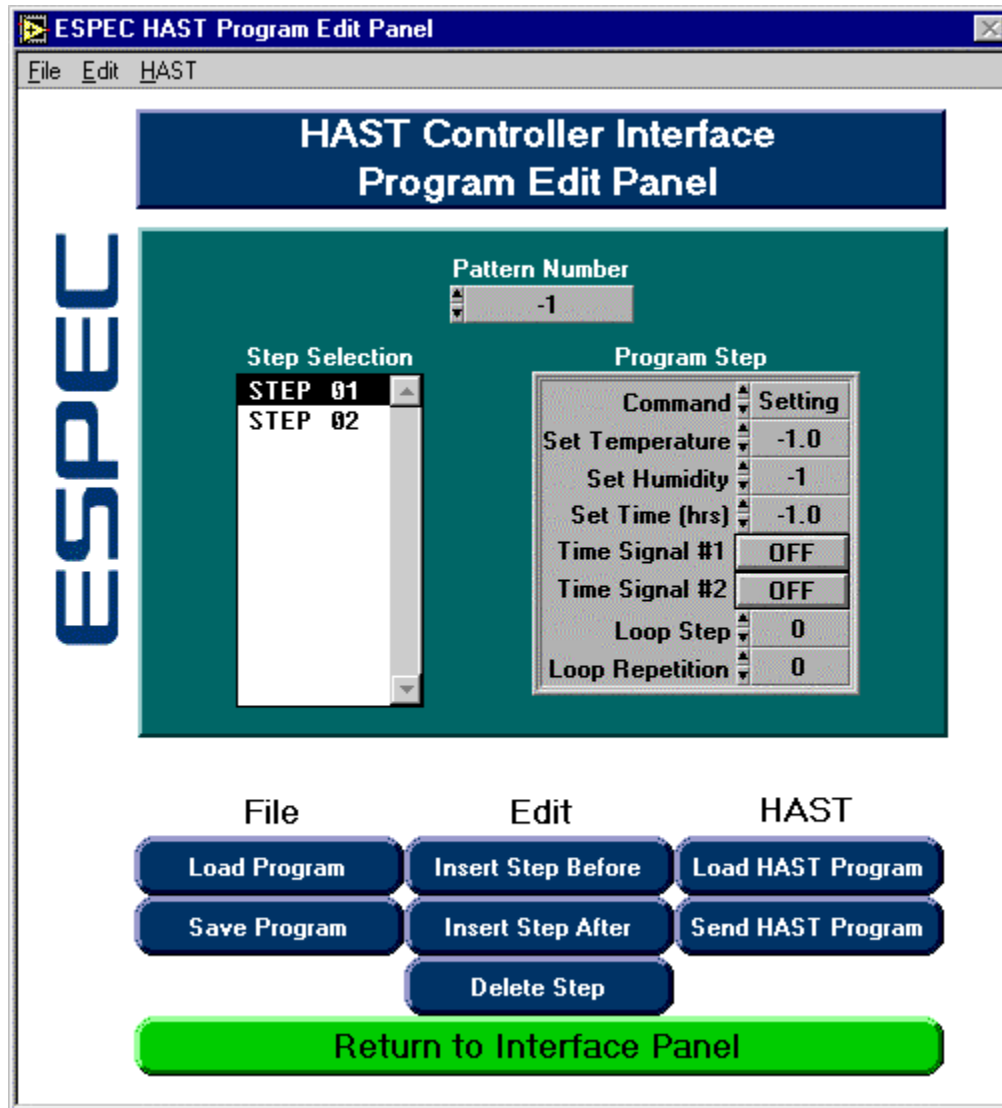 ESPEC HAST Program Edit Panel
File Edit HAST
HAST Controller Interface
Program Edit Panel
ESPEC
Pattern Number
-1
Step Selection
STEP 01
STEP 02
Program Step
Command Setting
Set Temperature -1.0
Set Humidity -1
Set Time (hrs) -1.0
Time Signal #1 OFF
Time Signal #2 OFF
Loop Step 0
Loop Repetition 0
File Edit HAST
Load Program Insert Step Before Load HAST Program
Save Program Insert Step After Send HAST Program
Delete Step
Return to Interface Panel